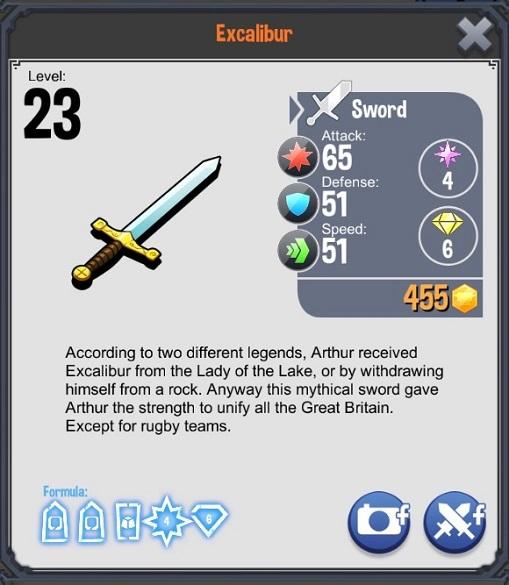 Excalibur
Level:
23
Sword
Attack:
65
Defense:
51
Speed:
51
4
6
455
According to two different legends, Arthur received
Excalibur from the Lady of the Lake, or by withdrawing
himself from a rock. Anyway this mythical sword gave
Arthur the strength to unify all the Great Britain.
Except for rugby teams.
Formula:
4
6
f
f